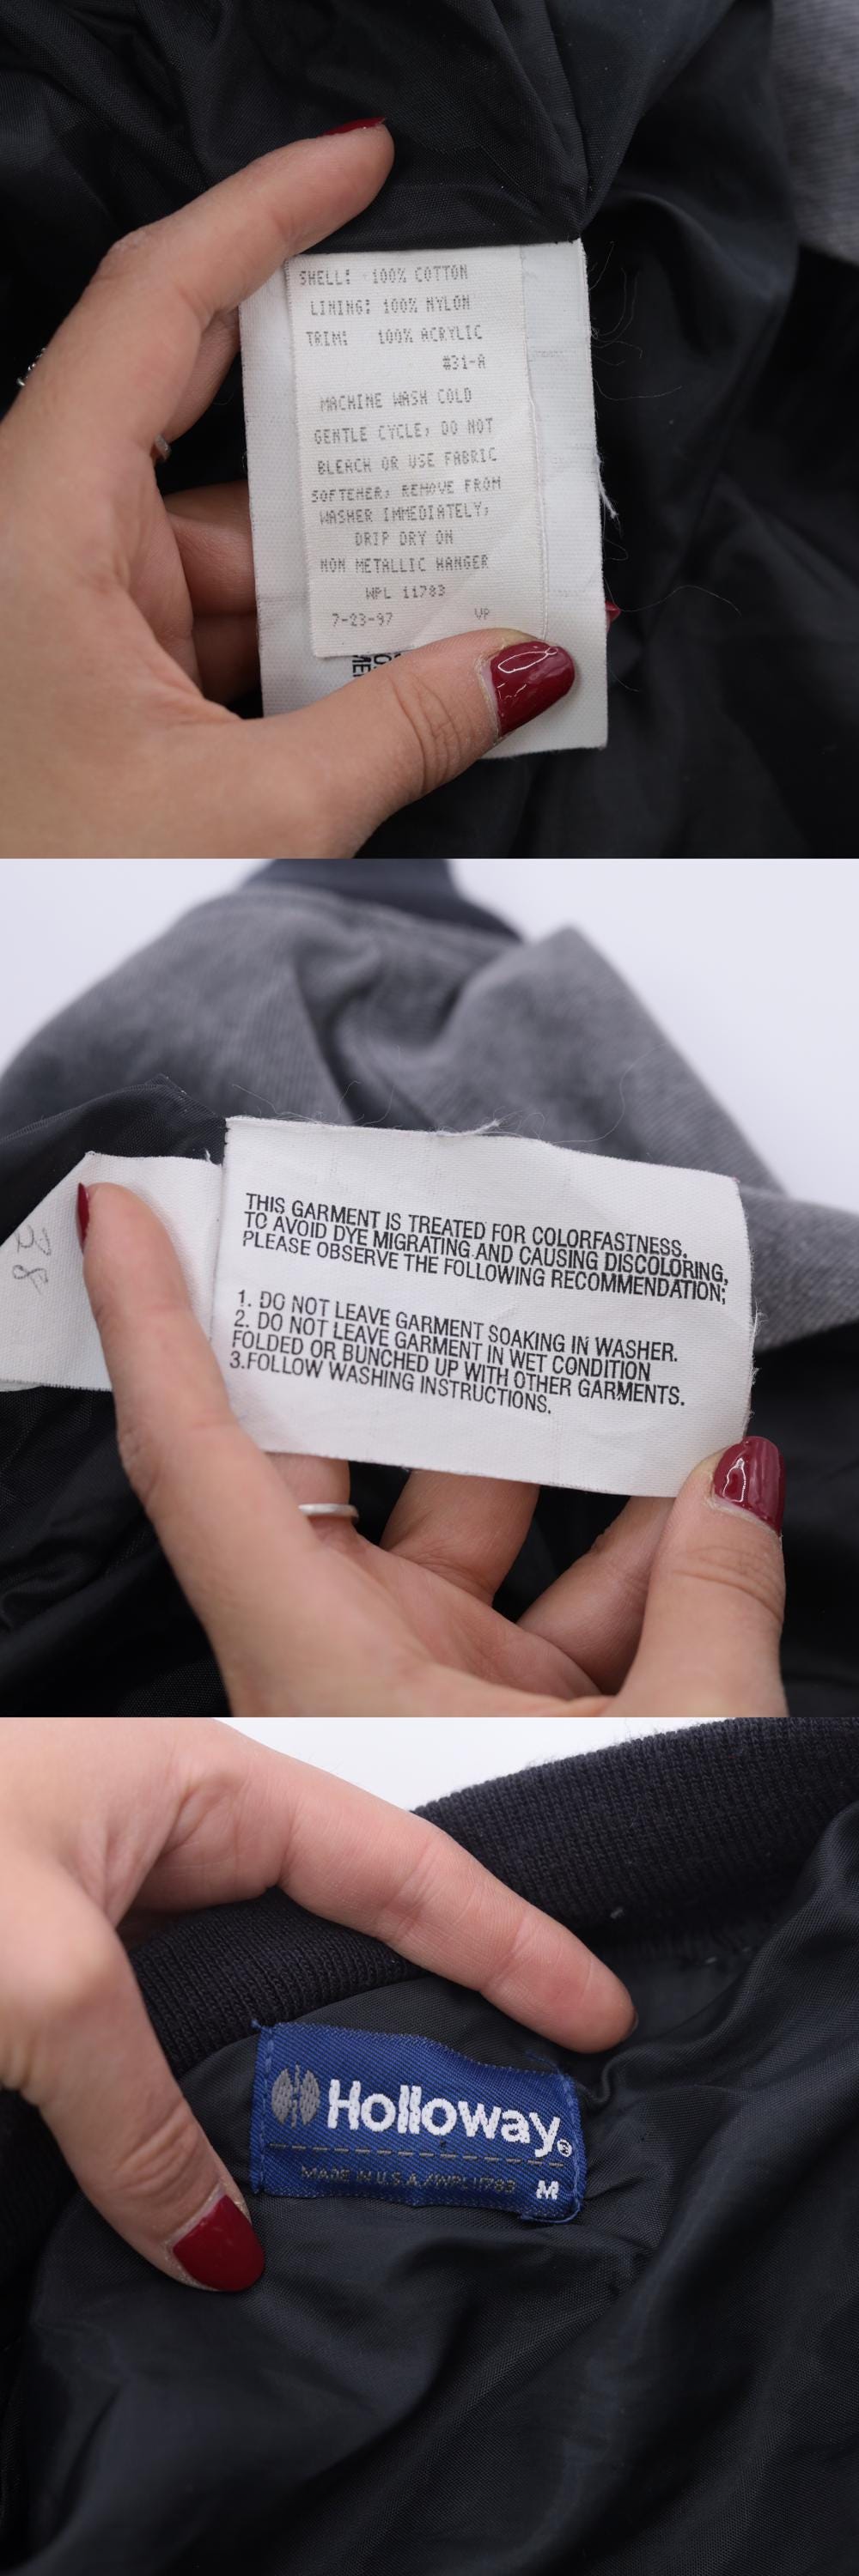 SHELL: 100% COTTON
LINING: 100% NYLON
TRIM: 100% ACRYLIC
#31-A
MACHINE WASH COLD
GENTLE CYCLE, DO NOT
BLEACH OR USE FABRIC
SOFTENER, REMOVE FROM
WASHER IMMEDIATELY,
DRIP DRY ON
NON METALLIC HANGER
WPL 11783
7-23-97 VP
38
THIS GARMENT IS TREATED FOR COLORFASTNESS.
TO AVOID DYE MIGRATING AND CAUSING DISCOLORING,
PLEASE OBSERVE THE FOLLOWING RECOMMENDATION;
1. DO NOT LEAVE GARMENT SOAKING IN WASHER.
2. DO NOT LEAVE GARMENT IN WET CONDITION
FOLDED OR BUNCHED UP WITH OTHER GARMENTS.
3.FOLLOW WASHING INSTRUCTIONS.
Holloway®
MADE IN U.S.A./WPL11783 M